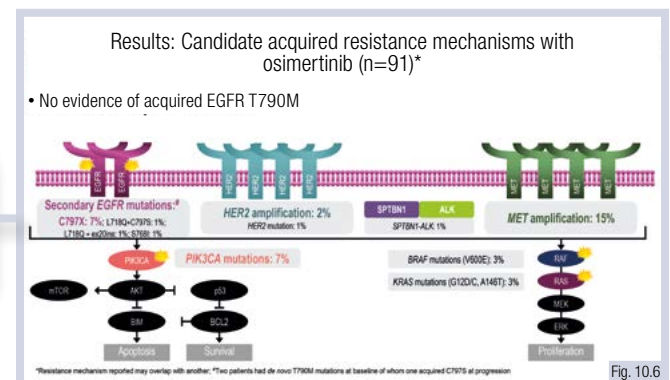 Results: Candidate acquired resistance mechanisms with
osimertinib (n=91)*
• No evidence of acquired EGFR T790M
EGFR EGFR
HER2 HER2 HER2 HER2
MET MET MET MET
Secondary EGFR mutations:#
C797X: 7%; L718Q+C797S: 1%;
L718Q + ex20ins: 1%; S768I: 1%
HER2 amplification: 2%
HER2 mutation: 1%
SPTBN1 ALK
SPTBN1-ALK: 1%
MET amplification: 15%
PIK3CA
PIK3CA mutations: 7%
BRAF mutations (V600E): 3%
RAF
KRAS mutations (G12D/C, A146T): 3%
RAS
mTOR AKT p53
MEK
BIM BCL2
ERK
Apoptosis Survival Proliferation
*Resistance mechanism reported may overlap with another; #Two patients had de novo T790M mutations at baseline of whom one acquired C797S at progression
Fig. 10.6